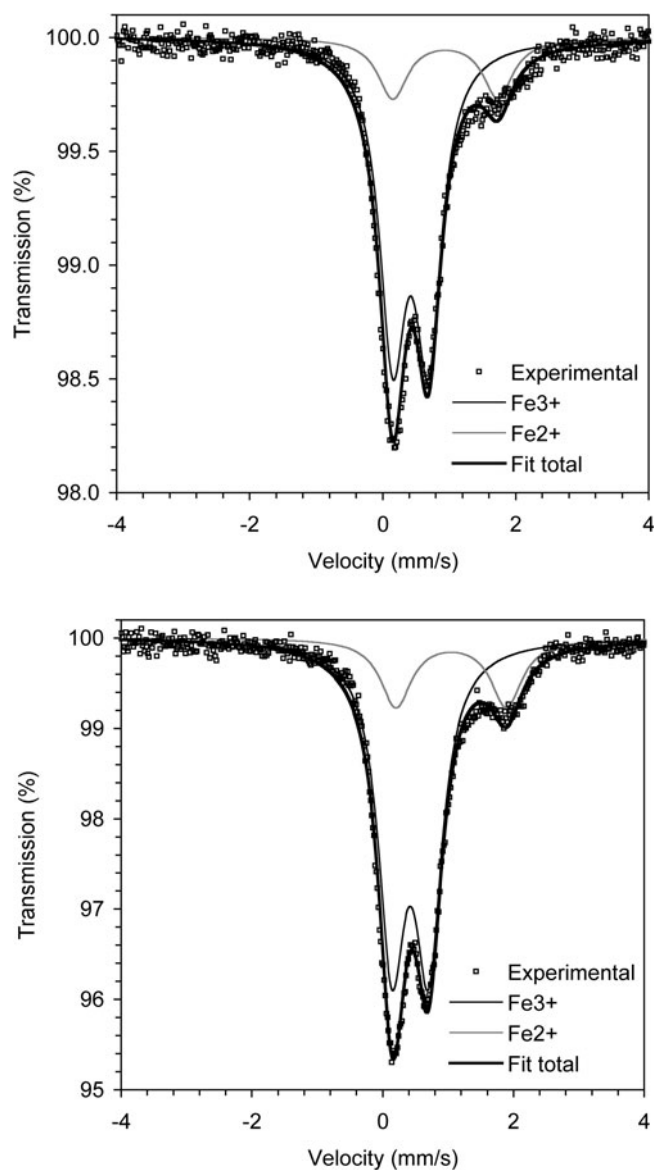 100.0
99.5
99.0
98.5
98.0
Transmission (%)
Experimental
Fe3+
Fe2+
Fit total
-4
-2
0
2
4
Velocity (mm/s)
100
99
98
97
96
95
Transmission (%)
Experimental
Fe3+
Fe2+
Fit total
-4
-2
0
2
4
Velocity (mm/s)